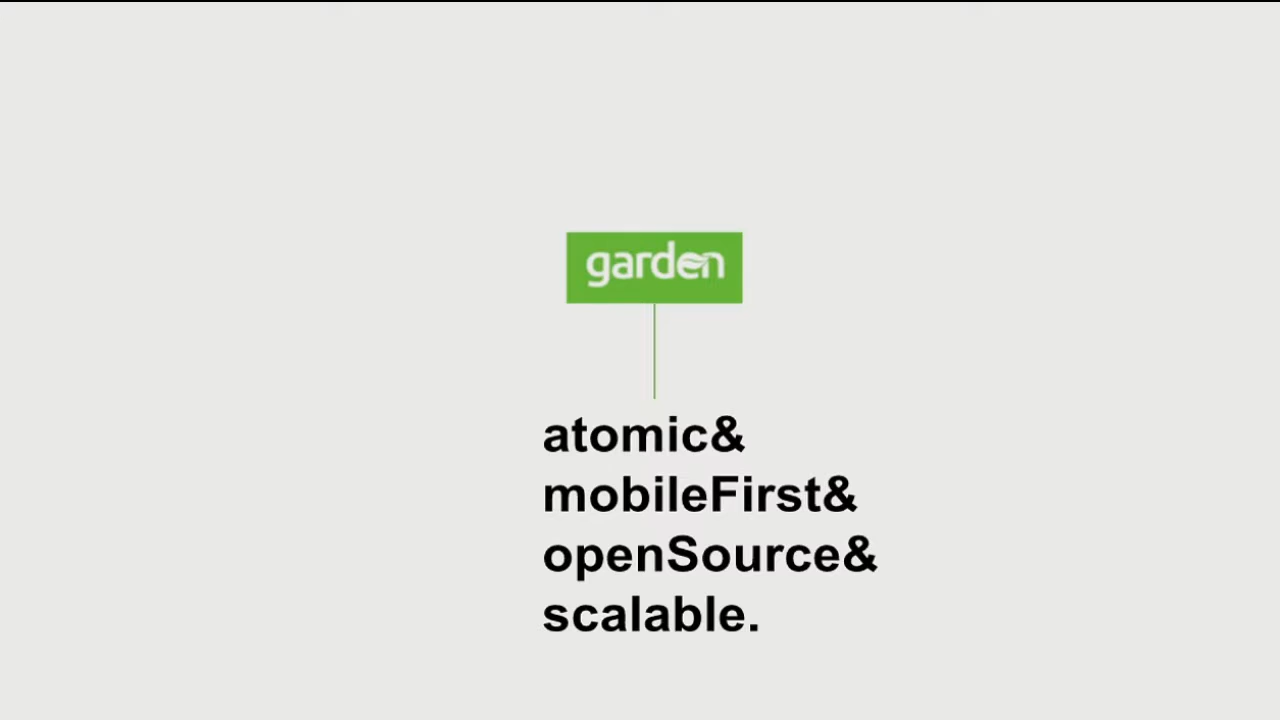 garden
atomic&
mobileFirst&
openSource&
scalable.